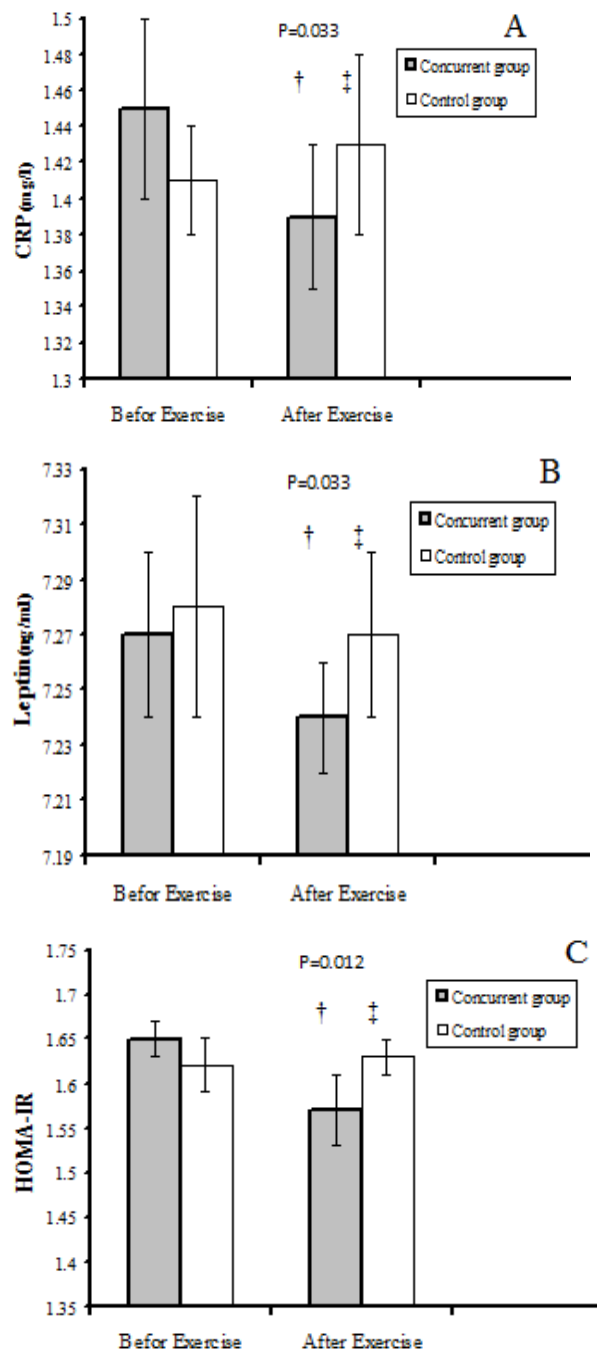 A
P=0.033
† ‡
Concurrent group
Control group
CRP (mg/l)
1.5
1.48
1.46
1.44
1.42
1.4
1.38
1.36
1.34
1.32
1.3
Befor Exercise After Exercise
B
P=0.033
† ‡
Concurrent group
Control group
Leptin(ng/ml)
7.33
7.31
7.29
7.27
7.25
7.23
7.21
7.19
Befor Exercise After Exercise
C
P=0.012
† ‡
Concurrent group
Control group
HOMA-IR
1.75
1.7
1.65
1.6
1.55
1.5
1.45
1.4
1.35
Befor Exercise After Exercise